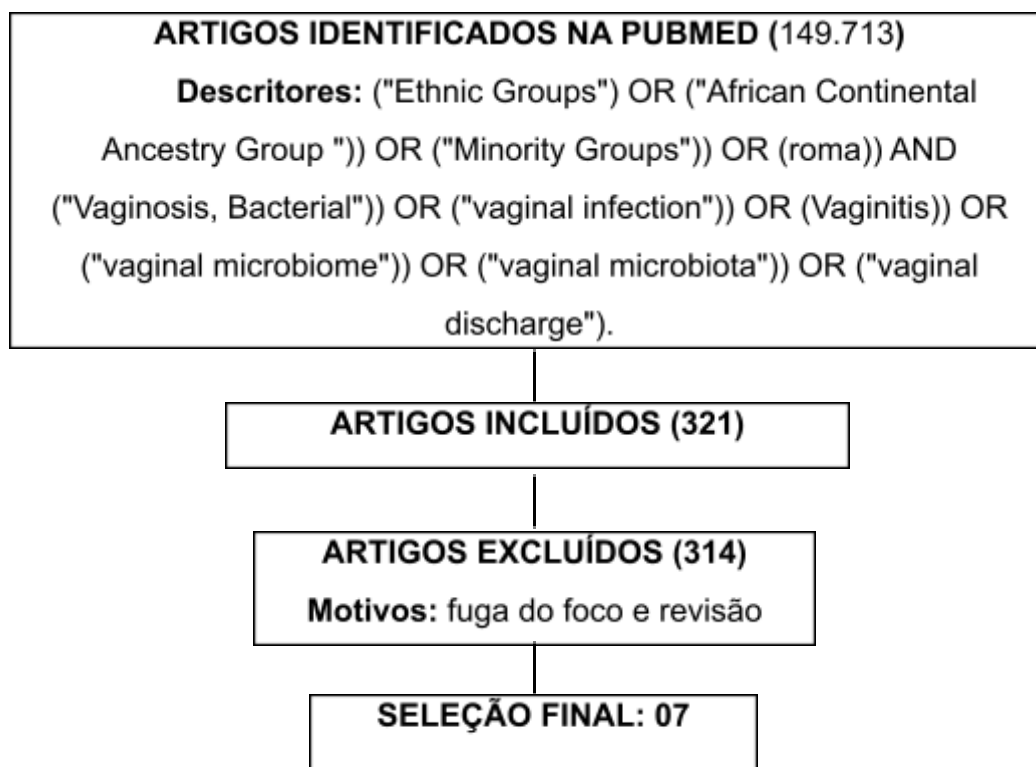 ARTIGOS IDENTIFICADOS NA PUBMED (149.713)
Descritores: ("Ethnic Groups") OR ("African Continental
Ancestry Group ")) OR ("Minority Groups")) OR (roma)) AND
("Vaginosis, Bacterial")) OR ("vaginal infection")) OR (Vaginitis)) OR
("vaginal microbiome")) OR ("vaginal microbiota")) OR ("vaginal
discharge").
ARTIGOS INCLUÍDOS (321)
ARTIGOS EXCLUÍDOS (314)
Motivos: fuga do foco e revisão
SELEÇÃO FINAL: 07